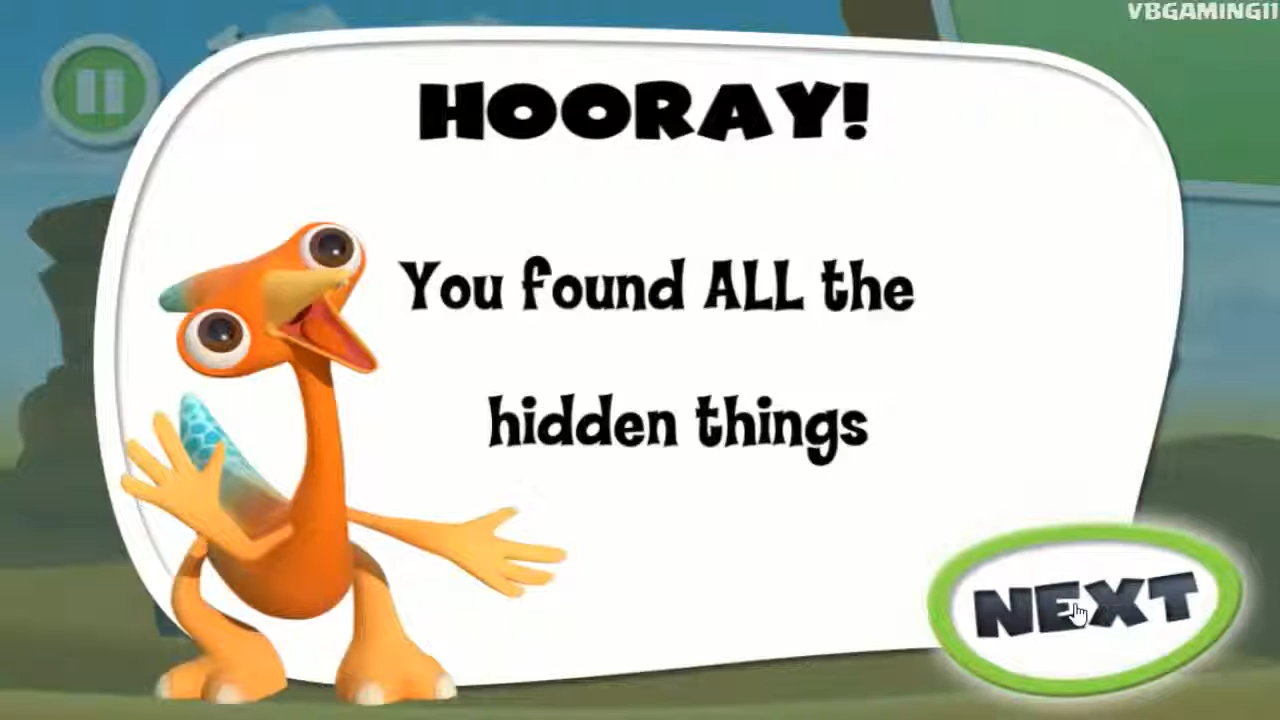 VBGAMING11
HOORAY!
You found ALL the
hidden things
NEXT